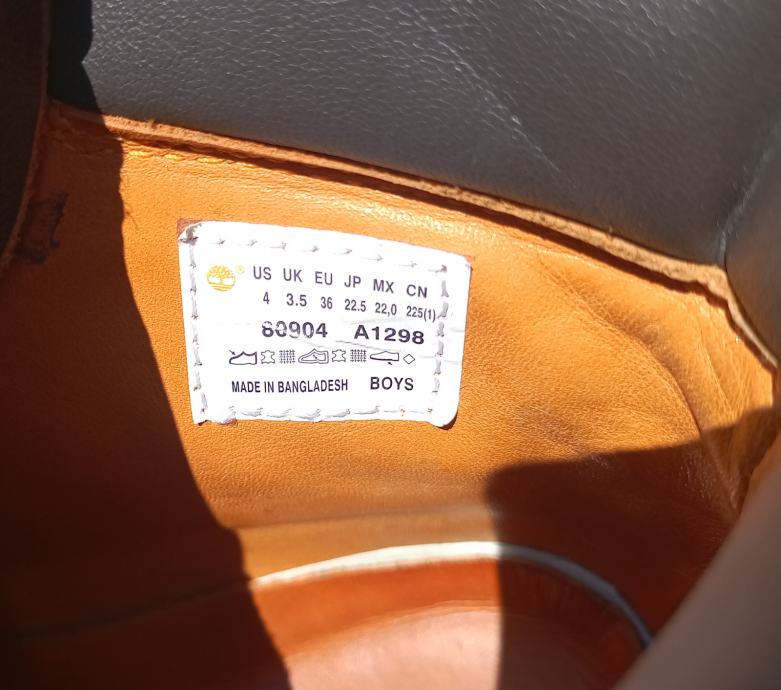 ® US UK EU JP MX CN
4 3.5 36 22.5 22,0 225(1)
80904 A1298
MADE IN BANGLADESH BOYS